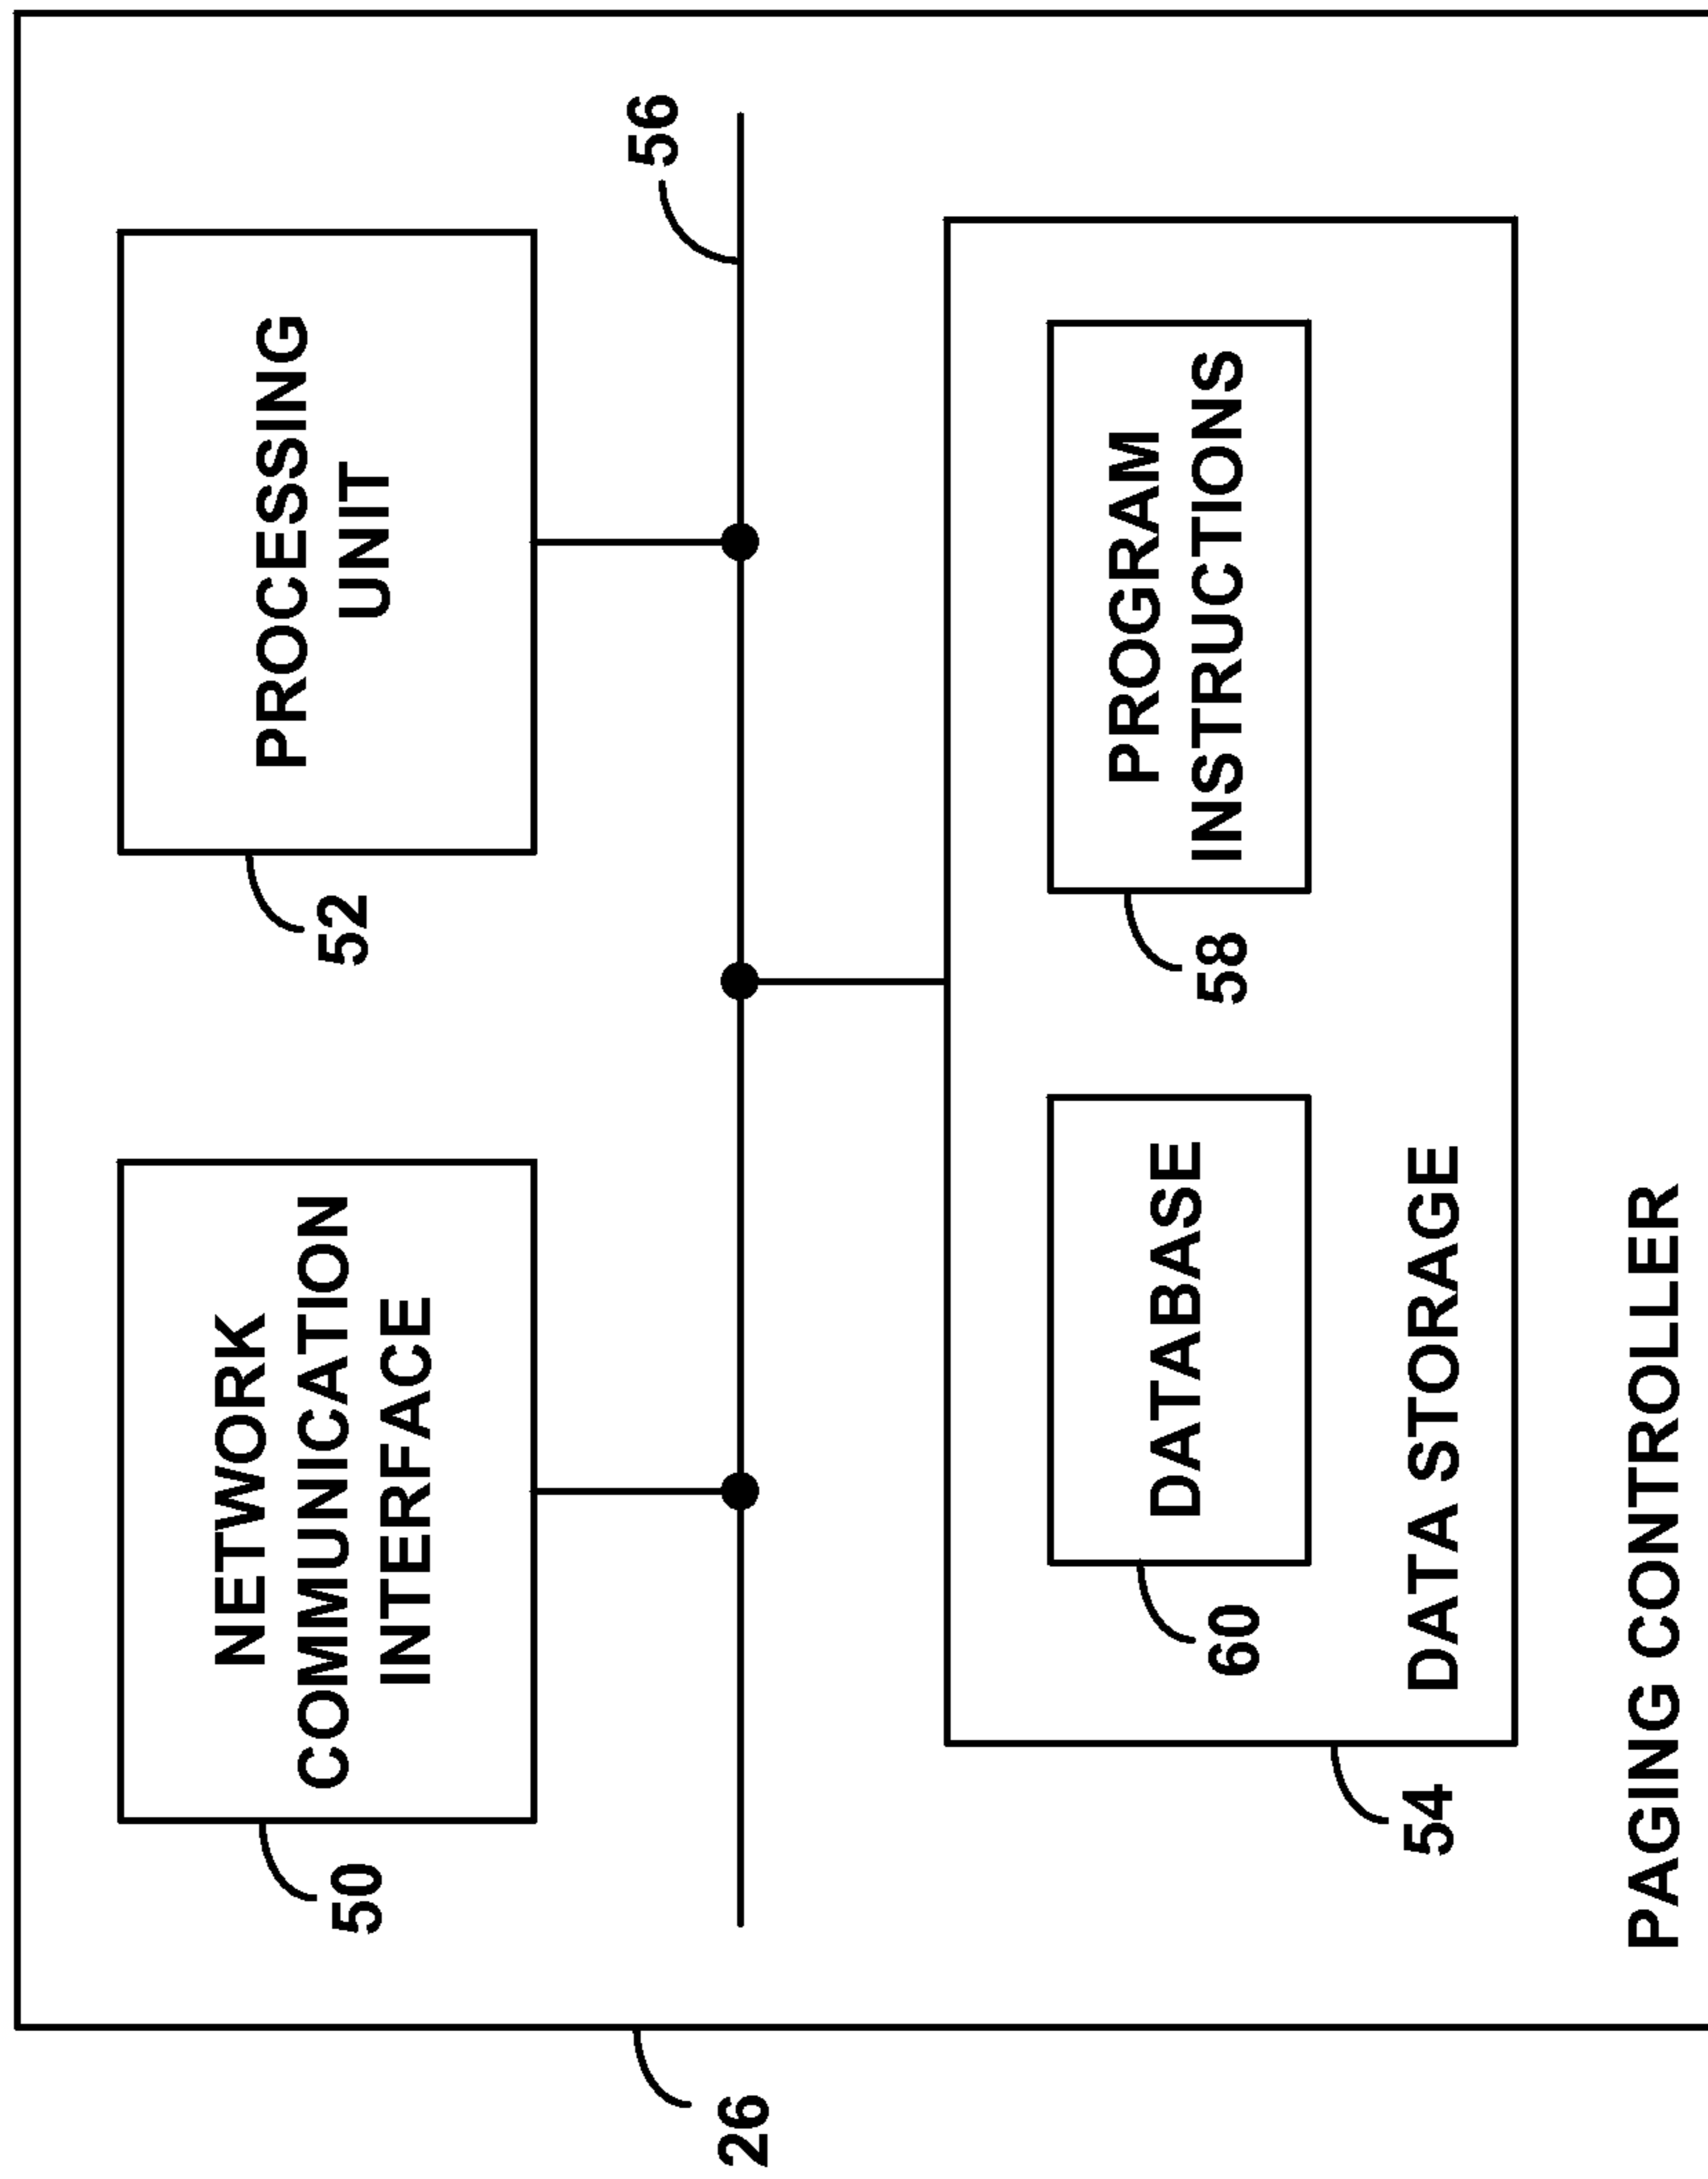 NETWORK
COMMUNICATION
INTERFACE
50
PROCESSING
UNIT
52
56
DATABASE
60
PROGRAM
INSTRUCTIONS
58
DATA STORAGE
54
PAGING CONTROLLER
26